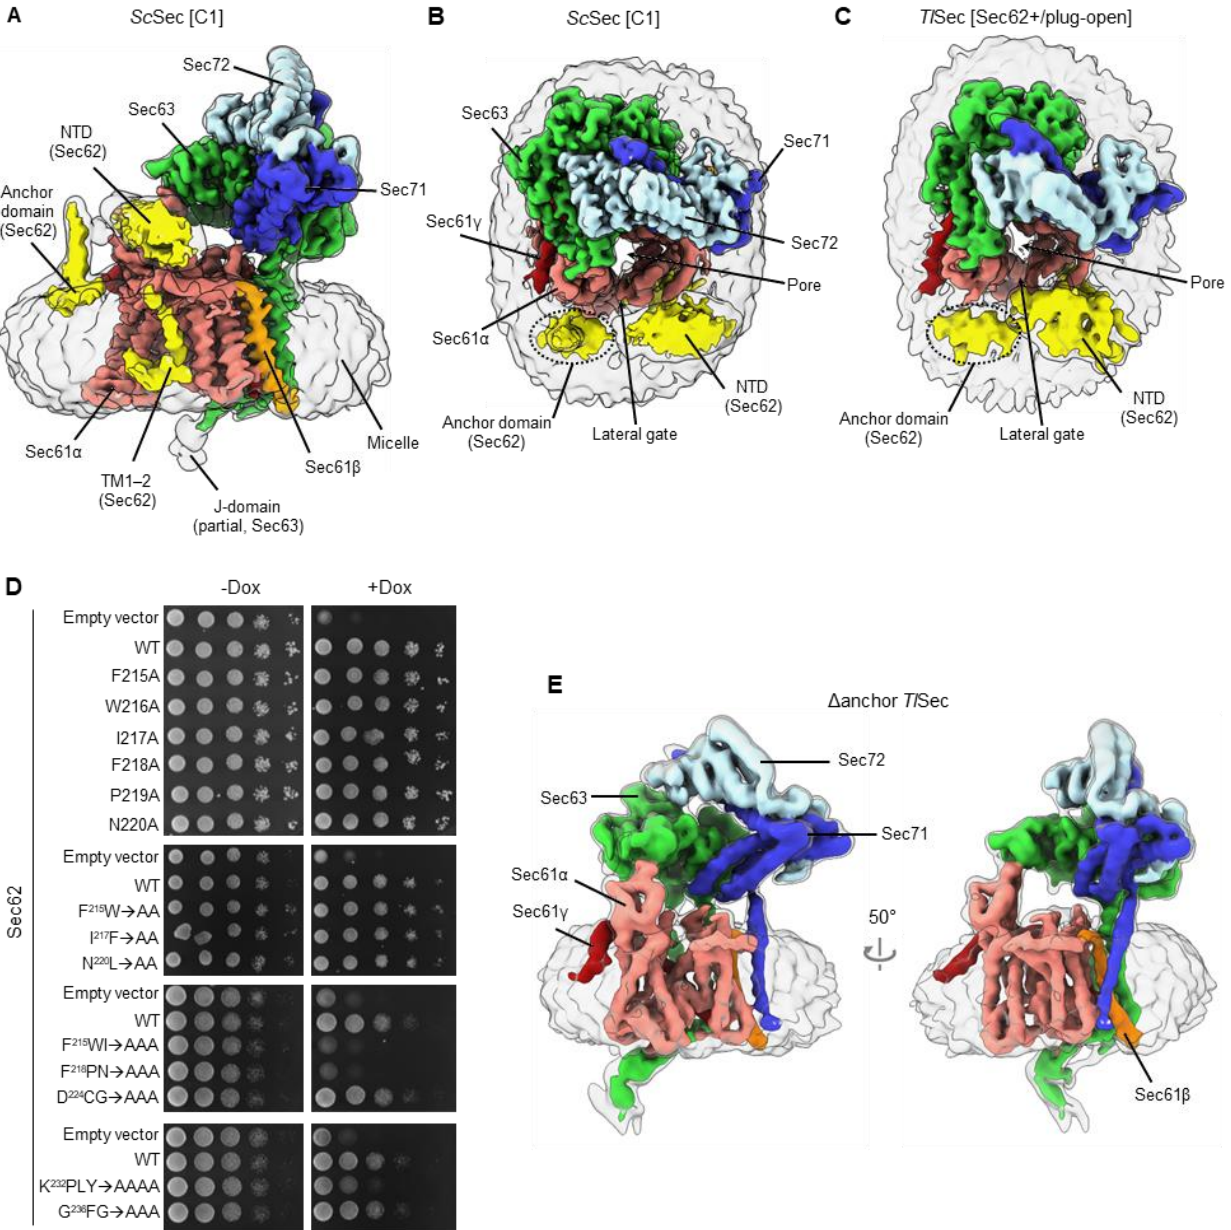 A
ScSec [C1]
Sec72
Sec63
NTD
(Sec62)
Anchor
domain
(Sec62)
Sec71
Sec61α
TM1–2
(Sec62)
J-domain
(partial, Sec63)
Sec61β
Micelle
B
ScSec [C1]
Sec63
Sec71
Sec61γ
Sec72
Pore
Sec61α
NTD
(Sec62)
Anchor domain
(Sec62)
Lateral gate
C
TlSec [Sec62+/plug-open]
Pore
NTD
(Sec62)
Anchor domain
(Sec62)
Lateral gate
D
-Dox +Dox
Sec62
Empty vector
WT
F215A
W216A
I217A
F218A
P219A
N220A
Empty vector
WT
F²¹⁵W→AA
I²¹⁷F→AA
N²²⁰L→AA
Empty vector
WT
F²¹⁵WI→AAA
F²¹⁸PN→AAA
D²²⁴CG→AAA
Empty vector
WT
K²³²PLY→AAAA
G²³⁶FG→AAA
E
Δanchor TlSec
Sec72
Sec63
Sec71
Sec61α
Sec61γ
50°
Sec61β